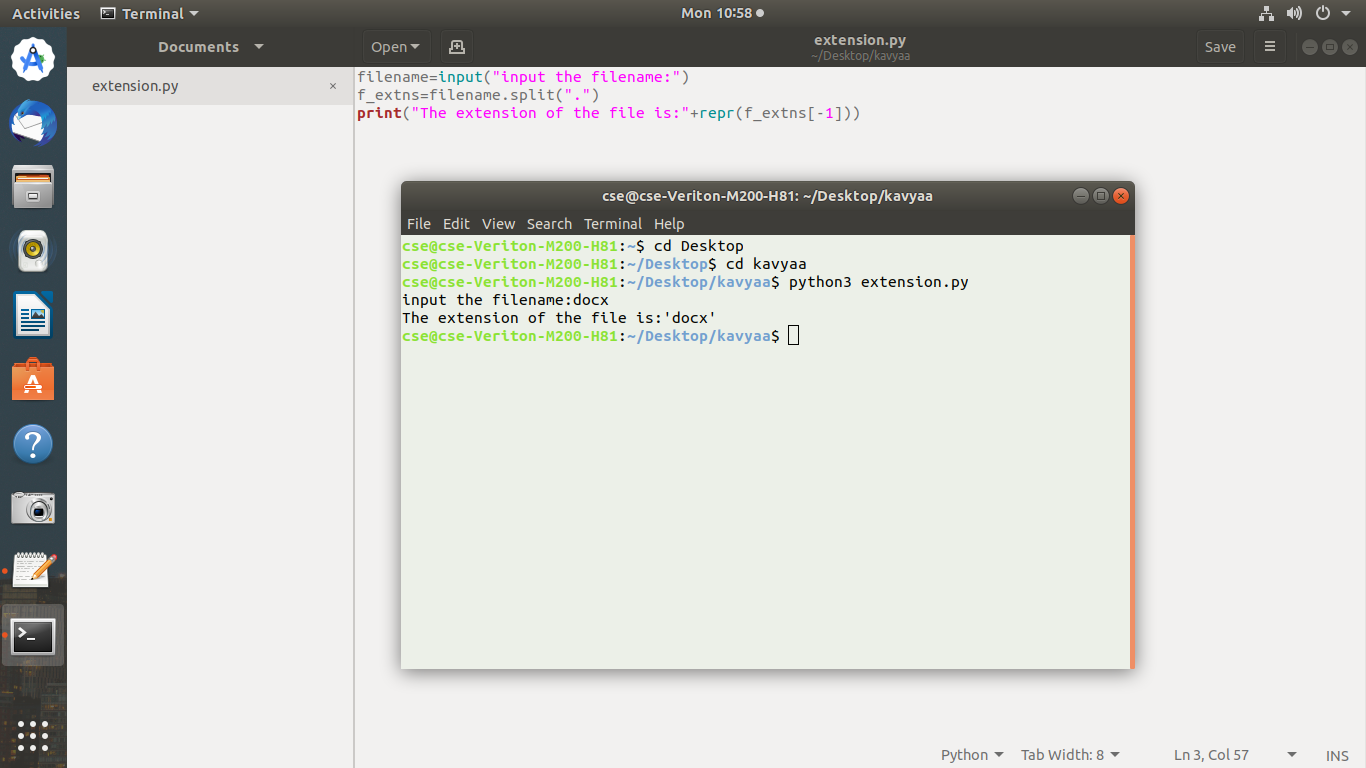 Activities Terminal Mon 10:58
Documents Open extension.py Save
~/Desktop/kavyaa
extension.py ×
filename=input("input the filename:")
f_extns=filename.split(".")
print("The extension of the file is:"+repr(f_extns[-1]))
cse@cse-Veriton-M200-H81: ~/Desktop/kavyaa
File Edit View Search Terminal Help
cse@cse-Veriton-M200-H81:~$ cd Desktop
cse@cse-Veriton-M200-H81:~/Desktop$ cd kavyaa
cse@cse-Veriton-M200-H81:~/Desktop/kavyaa$ python3 extension.py
input the filename:docx
The extension of the file is:'docx'
cse@cse-Veriton-M200-H81:~/Desktop/kavyaa$
Python Tab Width: 8 Ln 3, Col 57 INS